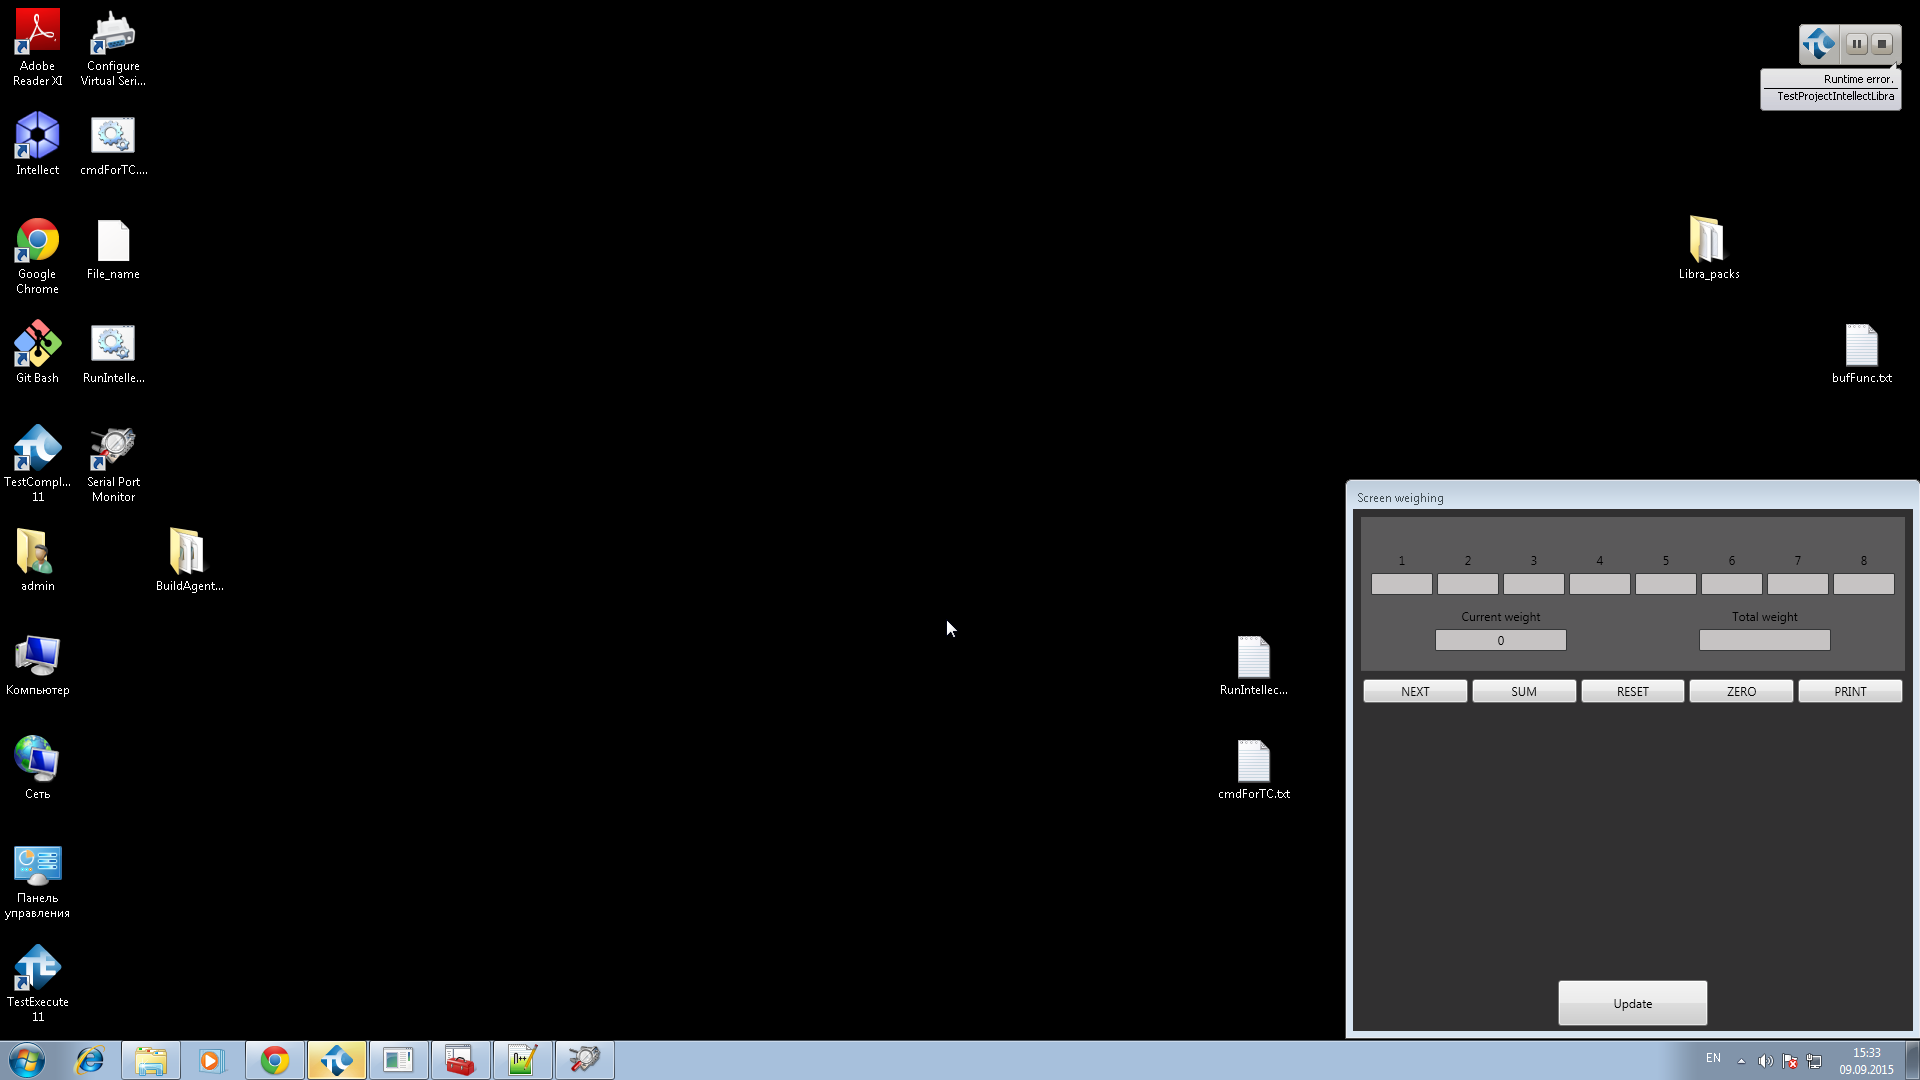 Adobe
Reader XI
Configure
Virtual Seri...
Intellect
cmdForTC....
Google
Chrome
File_name
Git Bash
RunIntelle...
TestCompl...
11
Serial Port
Monitor
admin
BuildAgent...
Компьютер
Сеть
Панель
управления
TestExecute
11
Runtime error.
TestProjectIntellectLibra
Libra_packs
bufFunc.txt
RunIntellec...
cmdForTC.txt
Screen weighing
1 2 3 4 5 6 7 8
Current weight Total weight
0
NEXT SUM RESET ZERO PRINT
Update
EN
15:33
09.09.2015